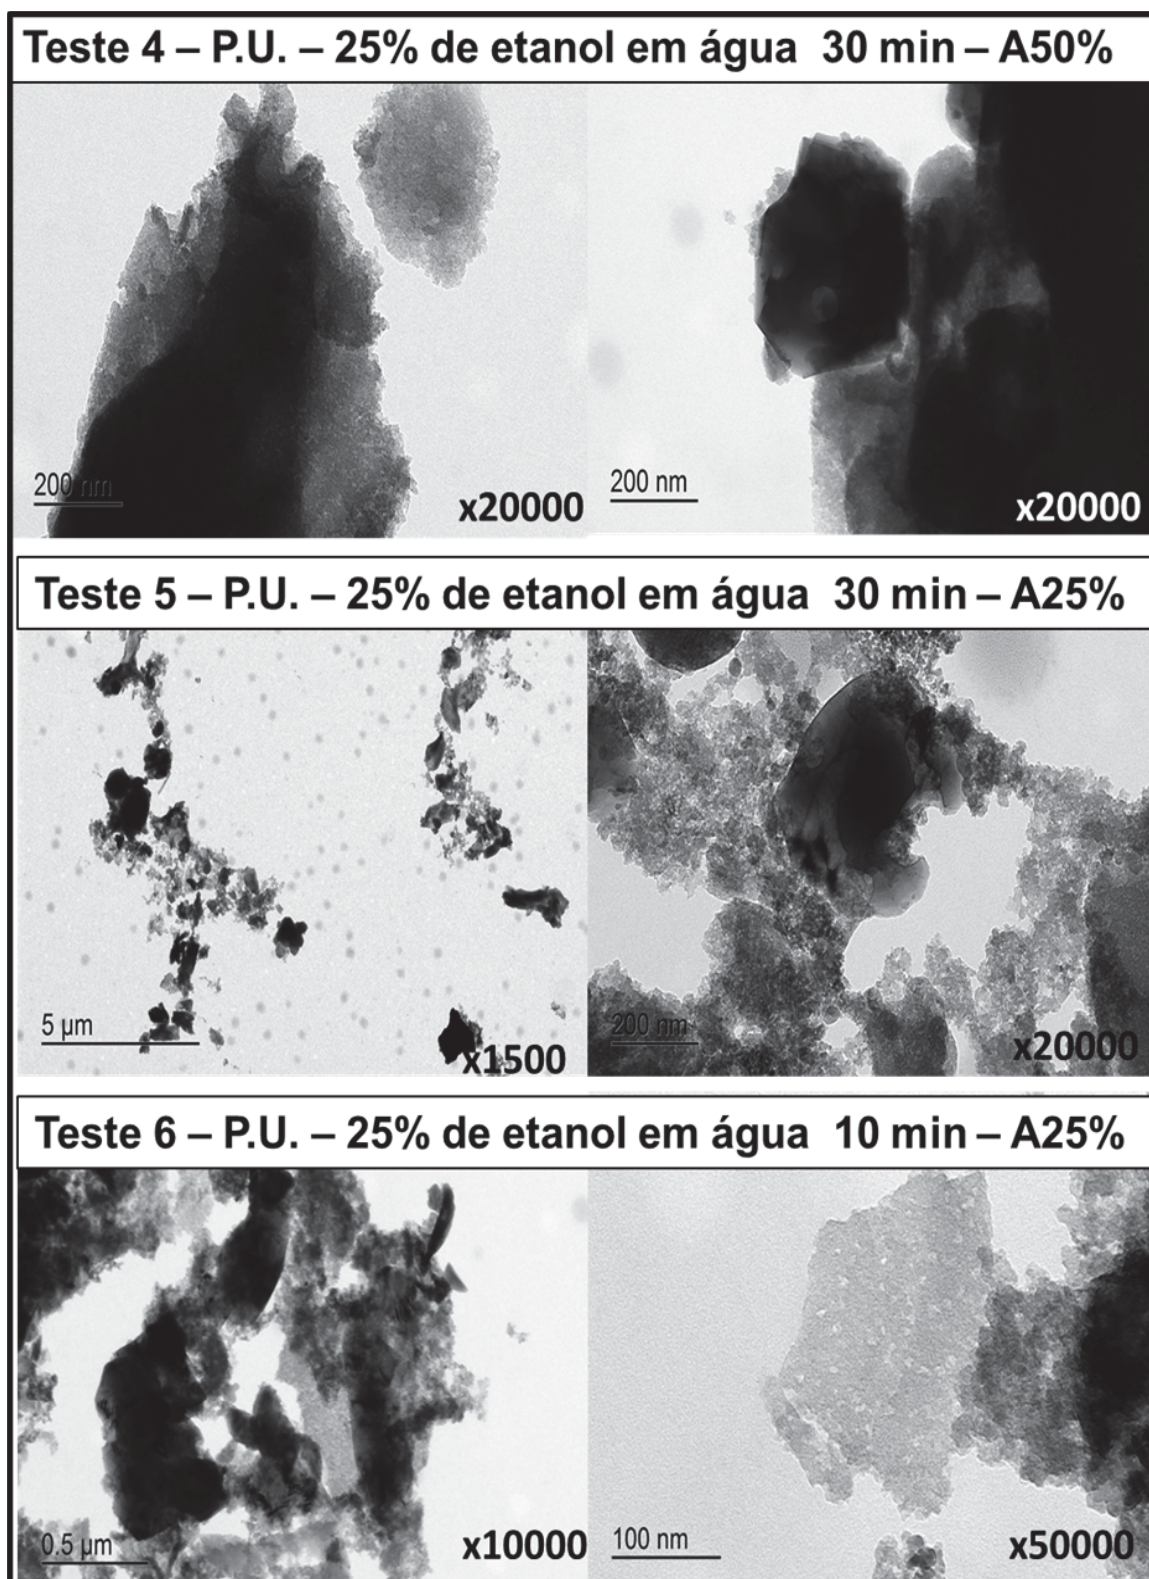 Teste 4 – P.U. – 25% de etanol em água 30 min – A50%
200 nm
x20000
200 nm
x20000
Teste 5 – P.U. – 25% de etanol em água 30 min – A25%
5 µm
x1500
200 nm
x20000
Teste 6 – P.U. – 25% de etanol em água 10 min – A25%
0.5 µm
x10000
100 nm
x50000